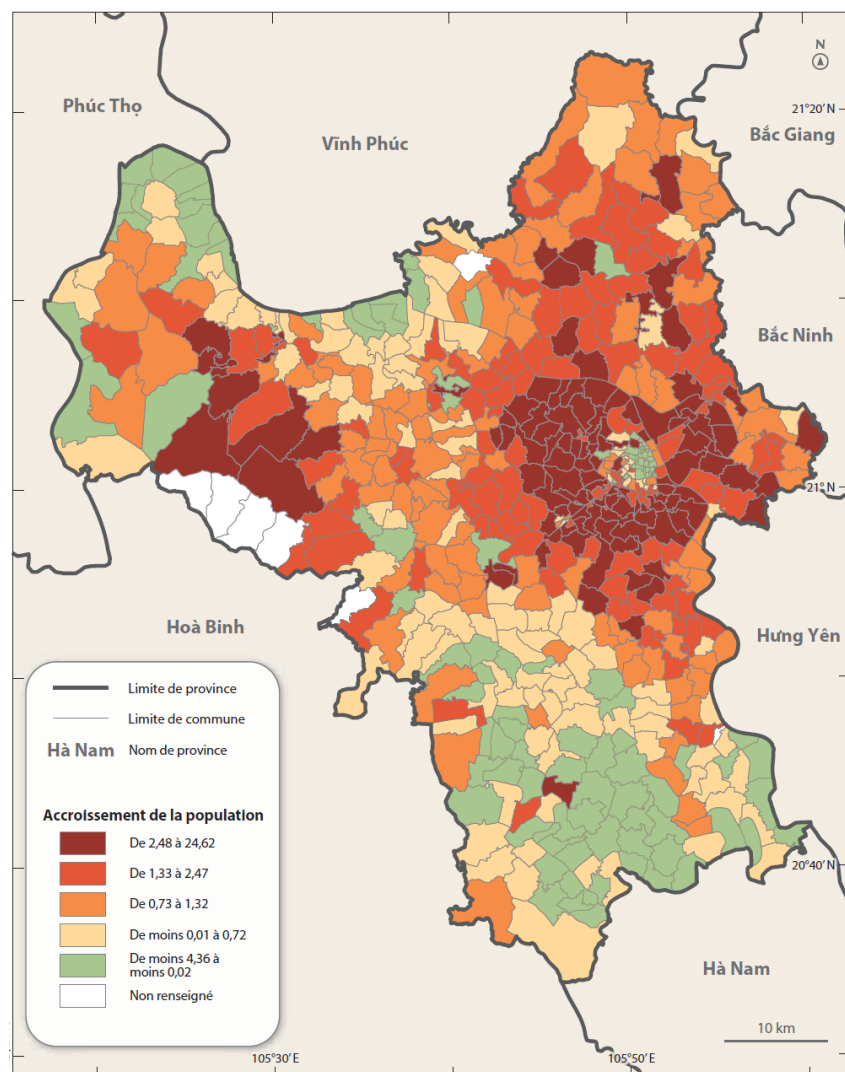 N
21°20' N
Phúc Thọ
Vĩnh Phúc
Bắc Giang
Bắc Ninh
21° N
Hoà Binh
Hưng Yên
Limite de province
Limite de commune
Hà Nam Nom de province
Accroissement de la population
De 2,48 à 24,62
De 1,33 à 2,47
De 0,73 à 1,32
De moins 0,01 à 0,72
De moins 4,36 à
moins 0,02
Non renseigné
20°40' N
Hà Nam
10 km
105°30' E
105°50' E